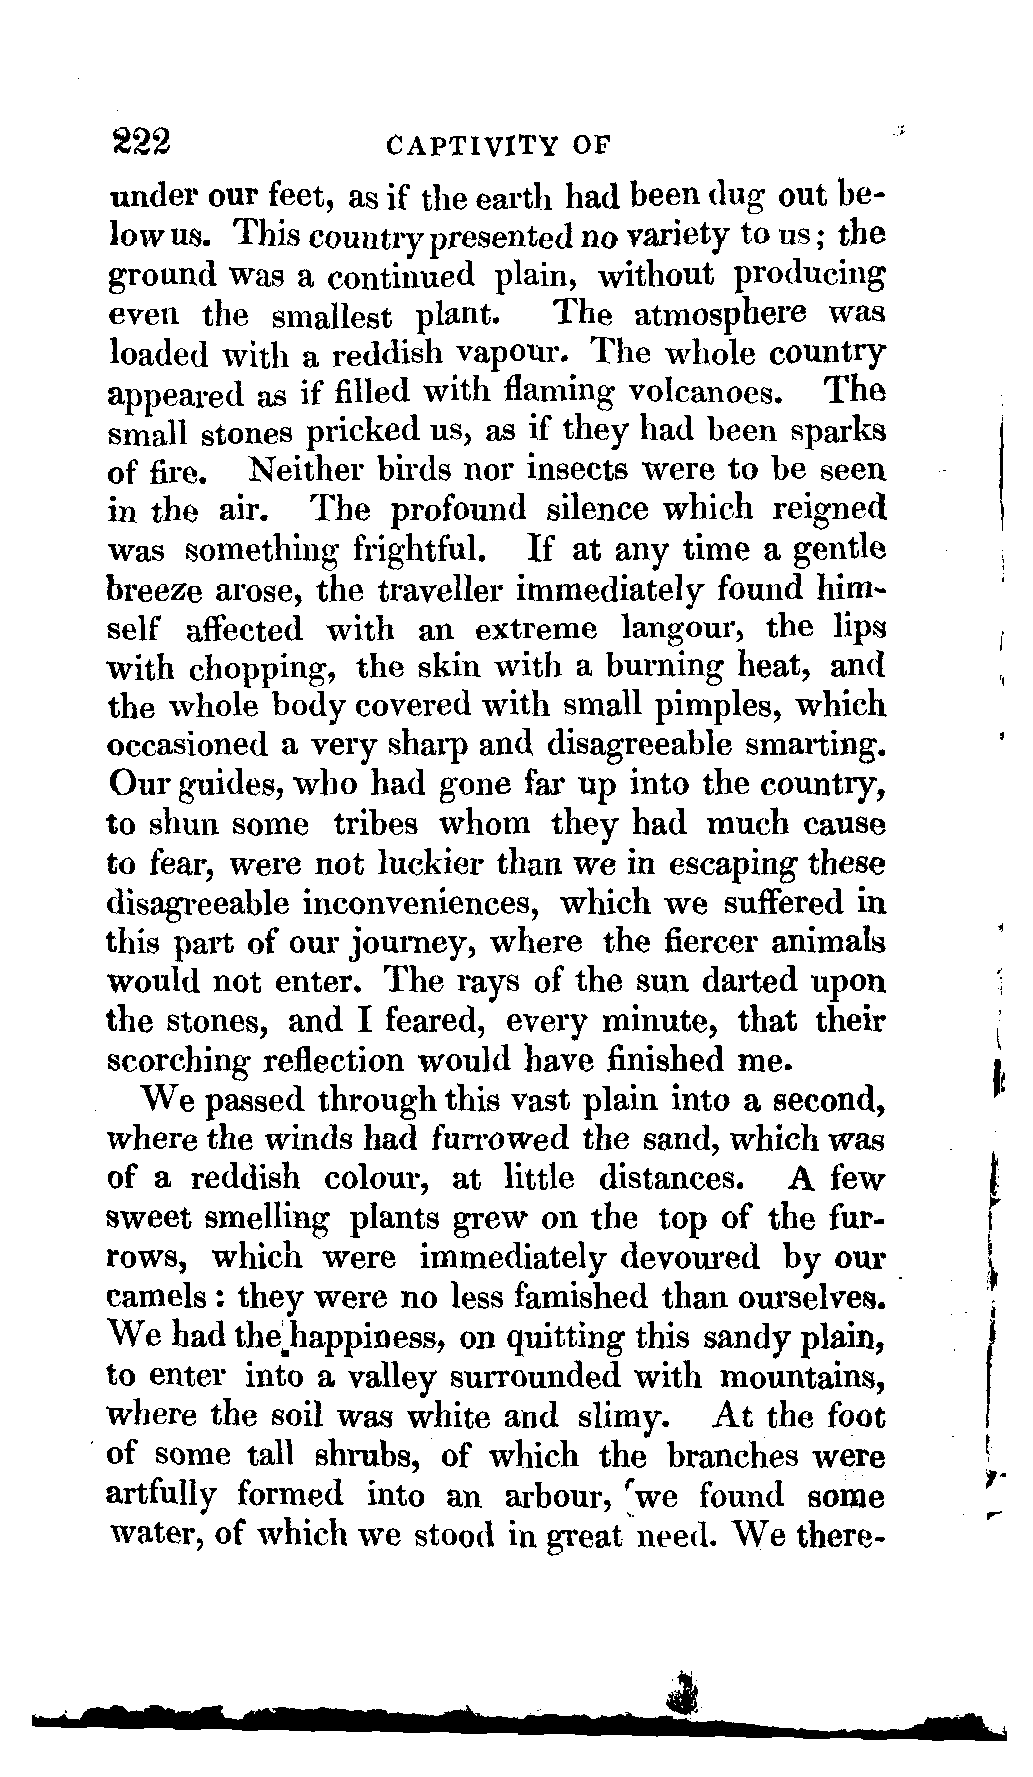 222 CAPTIVITY OF
under our feet, as if the earth had been dug out be-
low us. This country presented no variety to us; the
ground was a continued plain, without producing
even the smallest plant. The atmosphere was
loaded with a reddish vapour. The whole country
appeared as if filled with flaming volcanoes. The
small stones pricked us, as if they had been sparks
of fire. Neither birds nor insects were to be seen
in the air. The profound silence which reigned
was something frightful. If at any time a gentle
breeze arose, the traveller immediately found him-
self affected with an extreme langour, the lips
with chopping, the skin with a burning heat, and
the whole body covered with small pimples, which
occasioned a very sharp and disagreeable smarting.
Our guides, who had gone far up into the country,
to shun some tribes whom they had much cause
to fear, were not luckier than we in escaping these
disagreeable inconveniences, which we suffered in
this part of our journey, where the fiercer animals
would not enter. The rays of the sun darted upon
the stones, and I feared, every minute, that their
scorching reflection would have finished me.
We passed through this vast plain into a second,
where the winds had furrowed the sand, which was
of a reddish colour, at little distances. A few
sweet smelling plants grew on the top of the fur-
rows, which were immediately devoured by our
camels: they were no less famished than ourselves.
We had the happiness, on quitting this sandy plain,
to enter into a valley surrounded with mountains,
where the soil was white and slimy. At the foot
of some tall shrubs, of which the branches were
artfully formed into an arbour, we found some
water, of which we stood in great need. We there-